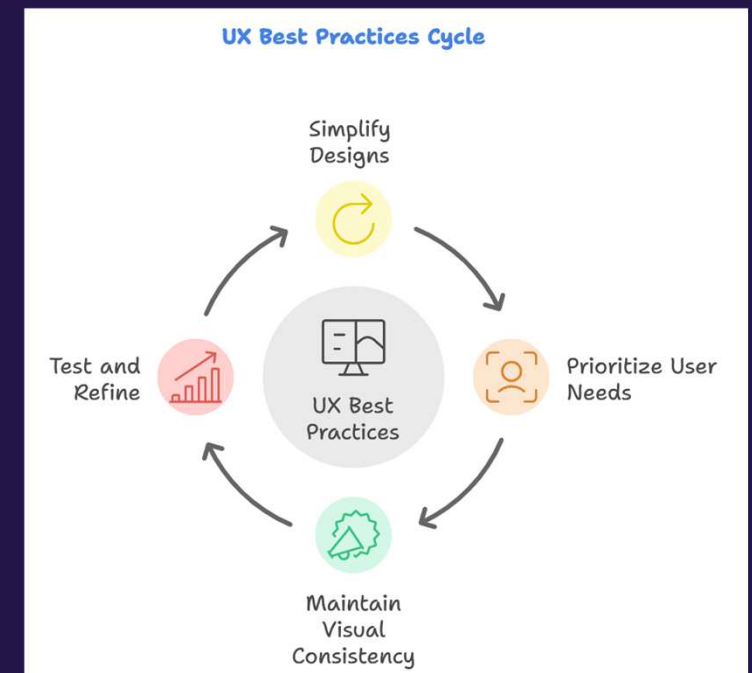 UX Best Practices Cycle
Simplify
Designs
Prioritize User
Needs
Maintain
Visual
Consistency
Test and
Refine
UX Best
Practices